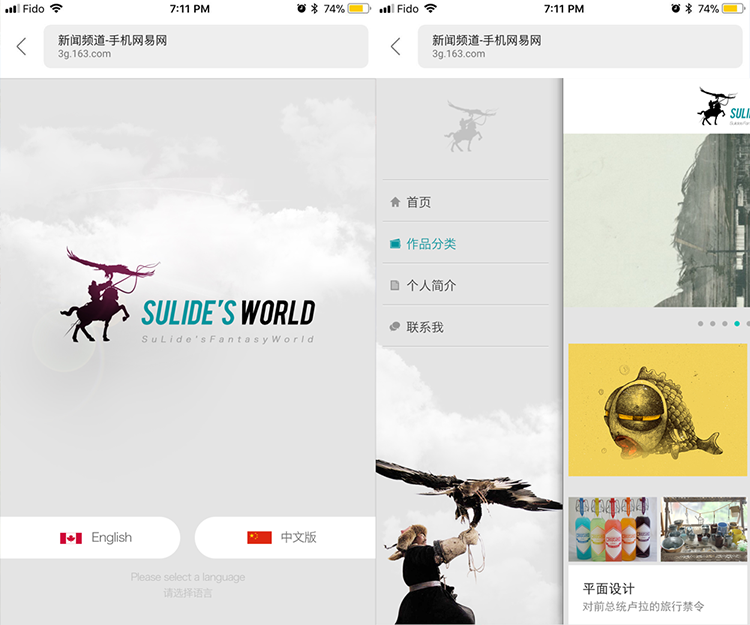 Fido
7:11 PM
74%
新闻频道-手机网易网
3g.163.com
SULIDE'S WORLD
SuLide'sFantasyWorld
English
中文版
Please select a language
请选择语言
Fido
7:11 PM
74%
新闻频道-手机网易网
3g.163.com
首页
作品分类
个人简介
联系我
SULI
平面设计
对前总统卢拉的旅行禁令